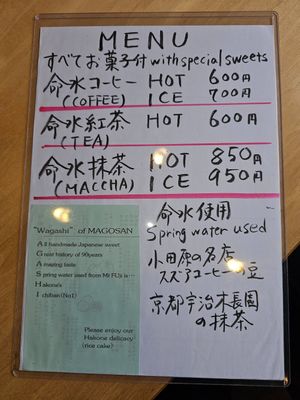 MENU
すべてお菓子付 with special sweets
命水コーヒー HOT 600円
(COFFEE) ICE 700円
命水紅茶 HOT 600円
(TEA)
命水抹茶 HOT 850円
(MACCHA) ICE 950円
"Wagashi" of MAGOSAN
All handmade Japanese sweet
Great history of 90years
Amazing taste
Spring water used from Mt FUJI
Hakone's
Ichiban (No1)
Please enjoy our
Hakone delicacy
(rice cake)
命水使用
Spring water used
小田原の名店
スズアコーヒーの豆
京都宇治木長園
の抹茶